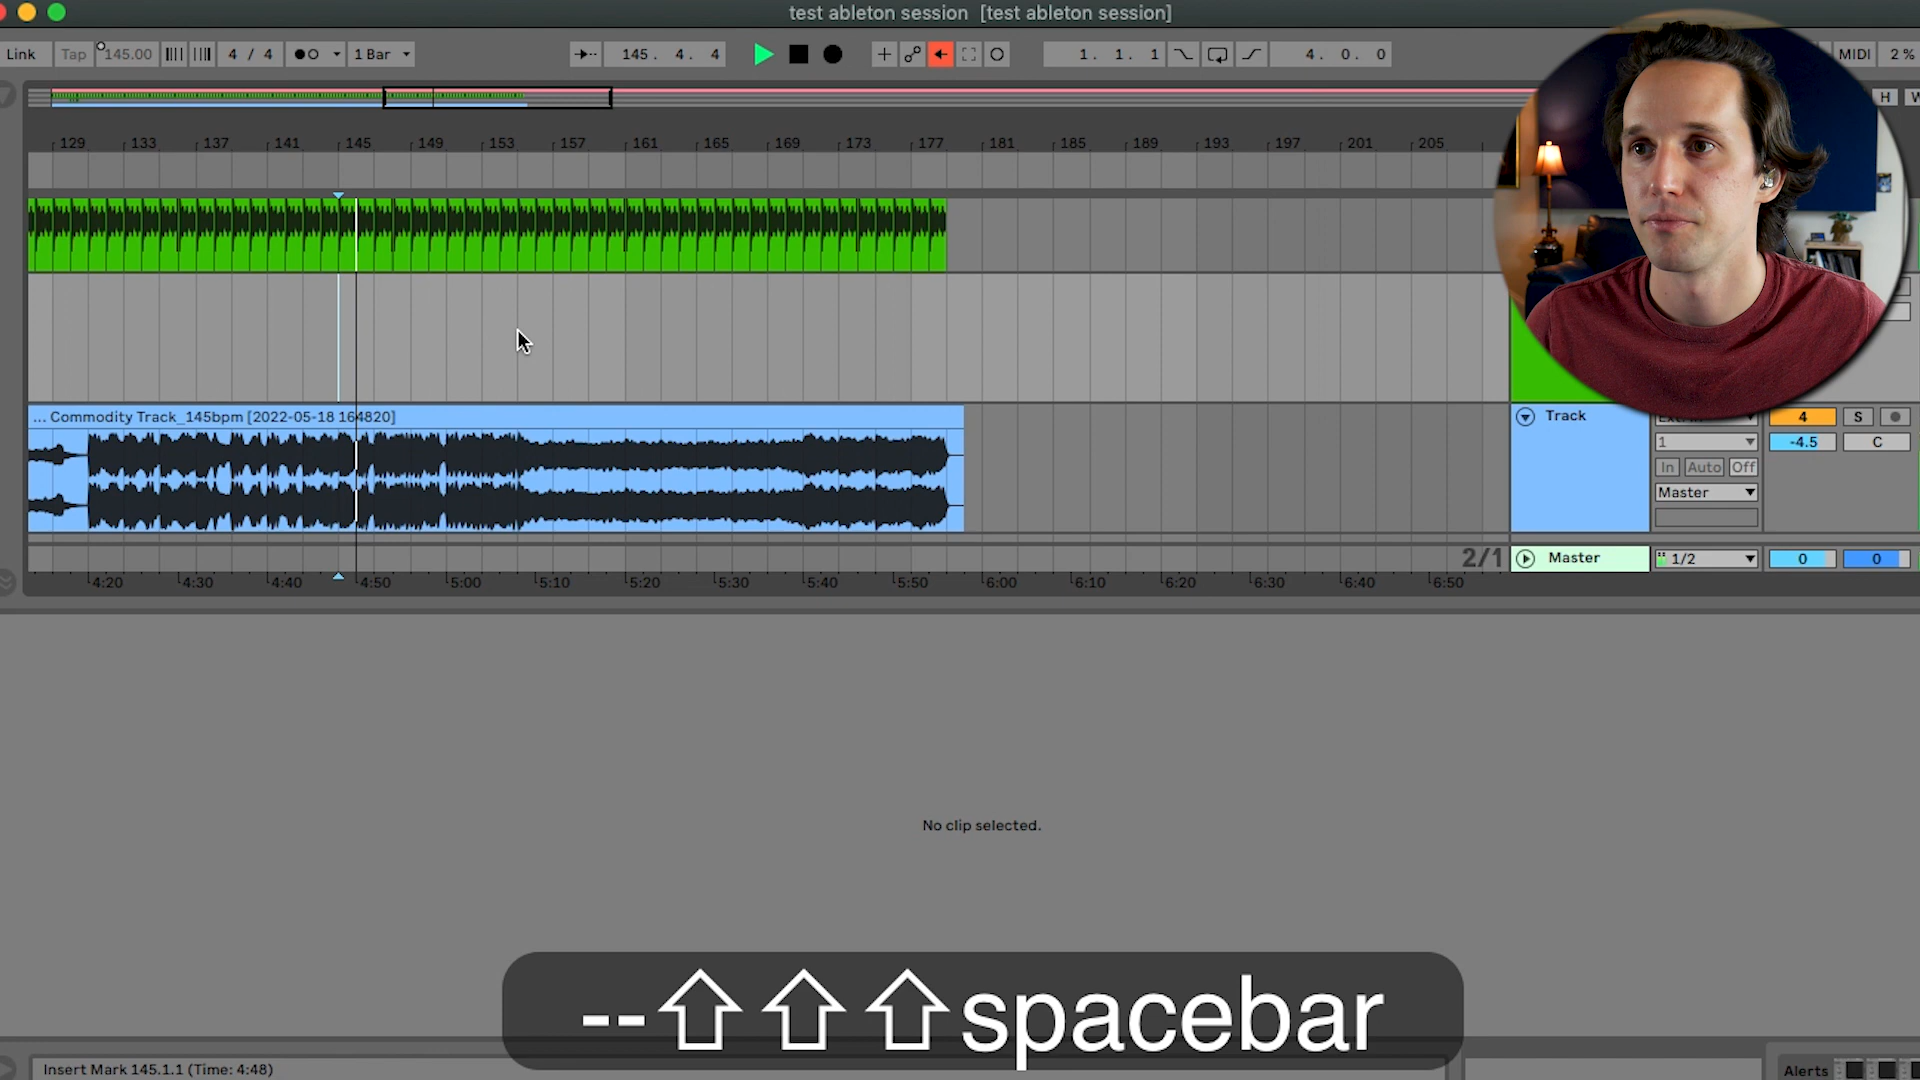 test ableton session [test ableton session]
Link Tap 145.00 4 / 4 1 Bar 145. 4. 4 1. 1. 1 4. 0. 0 MIDI 2 %
H W
129 133 137 141 145 149 153 157 161 165 169 173 177 181 185 189 193 197 201 205
... Commodity Track_145bpm [2022-05-18 164820]
Track 4 S
1 -4.5 C
In Auto Off
Master
2/1 Master 1/2 0 0
4:20 4:30 4:40 4:50 5:00 5:10 5:20 5:30 5:40 5:50 6:00 6:10 6:20 6:30 6:40 6:50
No clip selected.
--⇧⇧⇧spacebar
Insert Mark 145.1.1 (Time: 4:48)
Alerts